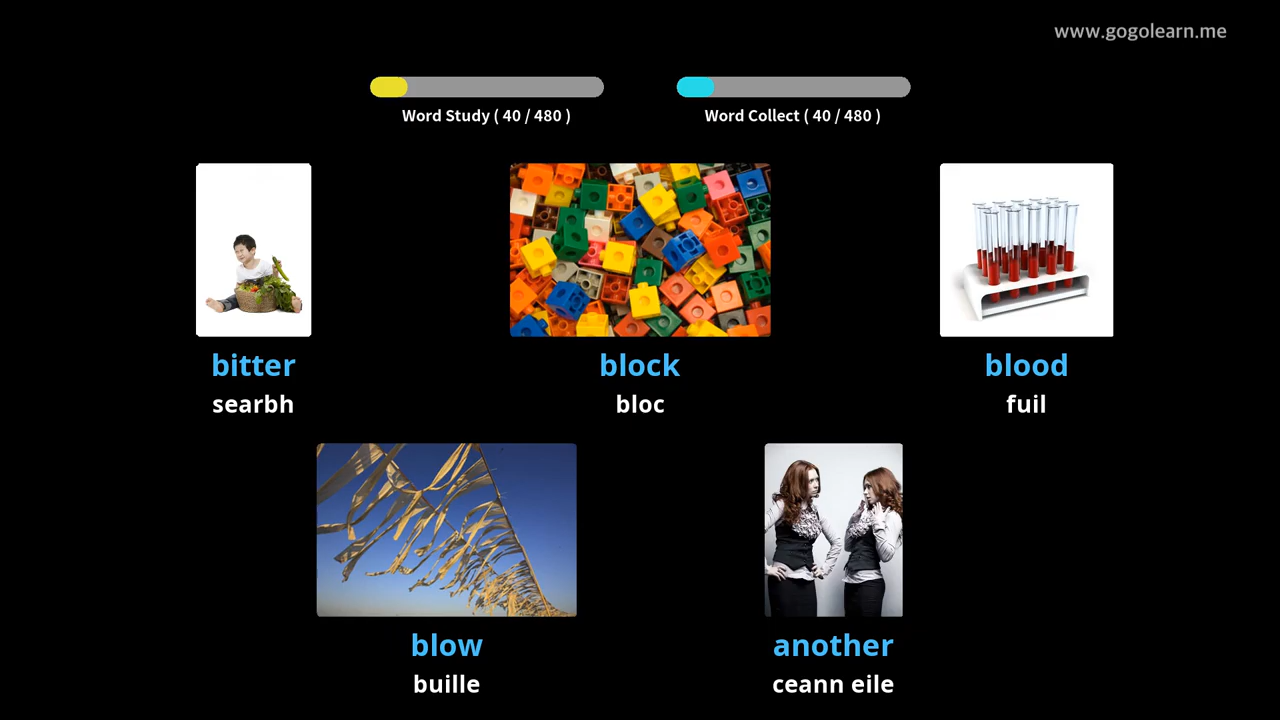 www.gogolearn.me
Word Study ( 40 / 480 )
Word Collect ( 40 / 480 )
bitter
searbh
block
bloc
blood
fuil
blow
buille
another
ceann eile